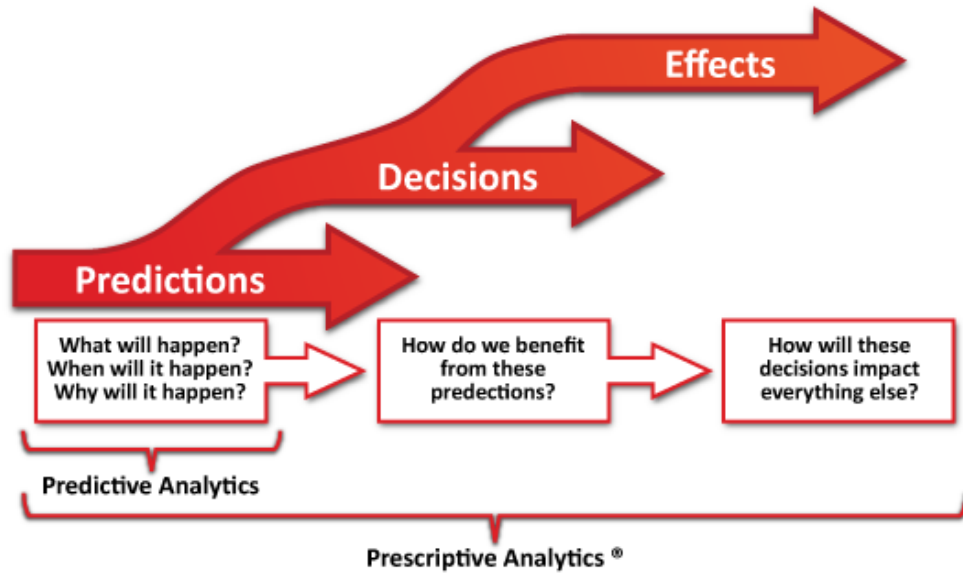 Effects
Decisions
Predictions
What will happen?
When will it happen?
Why will it happen?
How do we benefit
from these
predections?
How will these
decisions impact
everything else?
Predictive Analytics
Prescriptive Analytics ®